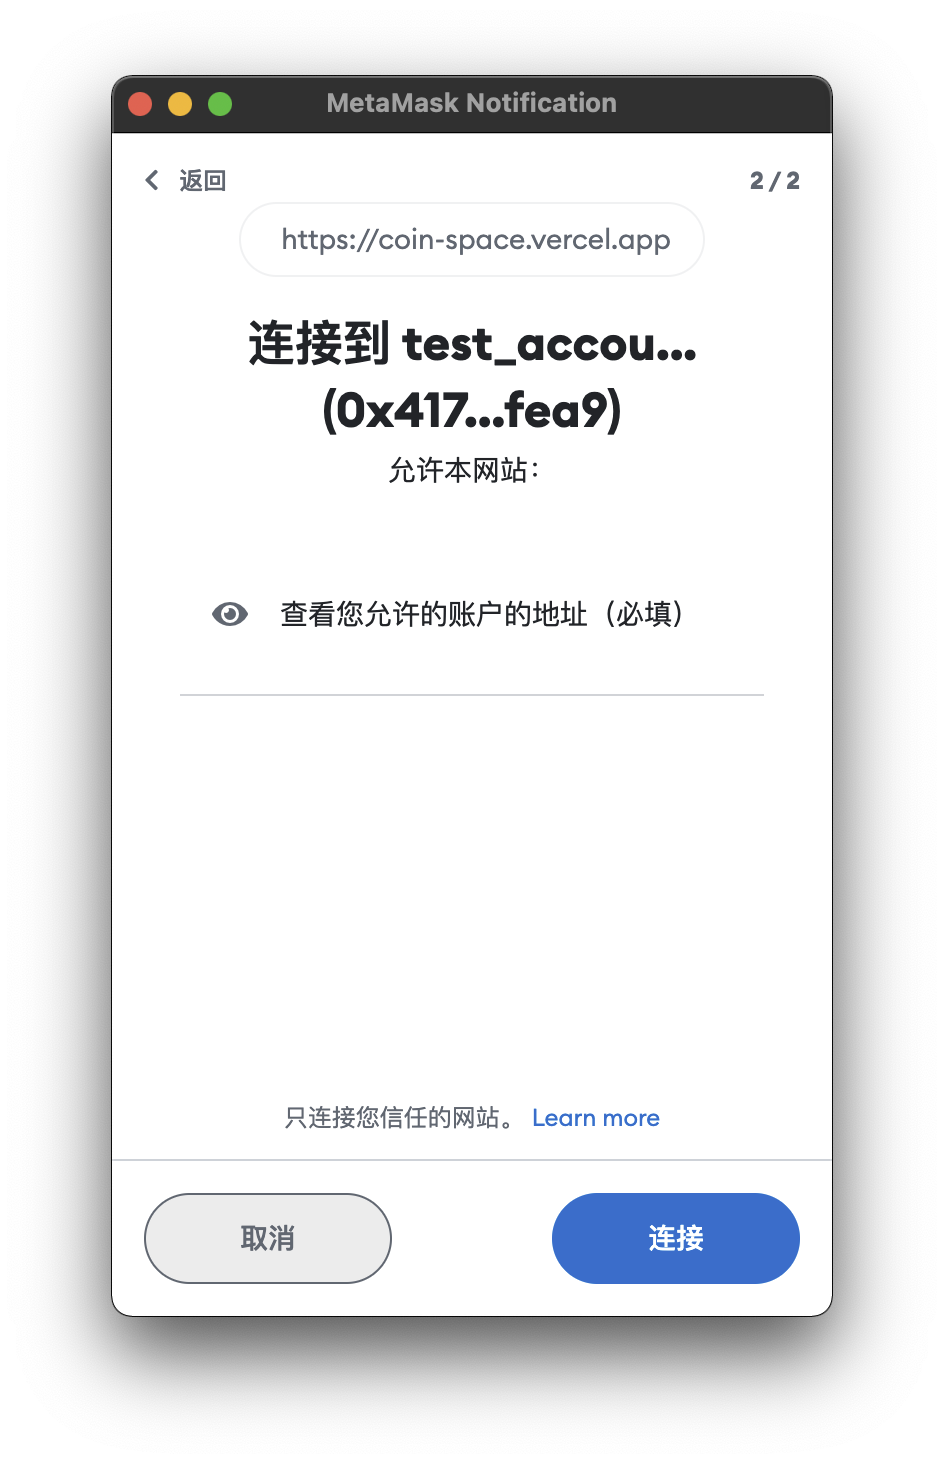 MetaMask Notification
返回
2 / 2
https://coin-space.vercel.app
连接到 test_accou...
(0x417...fea9)
允许本网站：
查看您允许的账户的地址（必填）
只连接您信任的网站。 Learn more
取消
连接